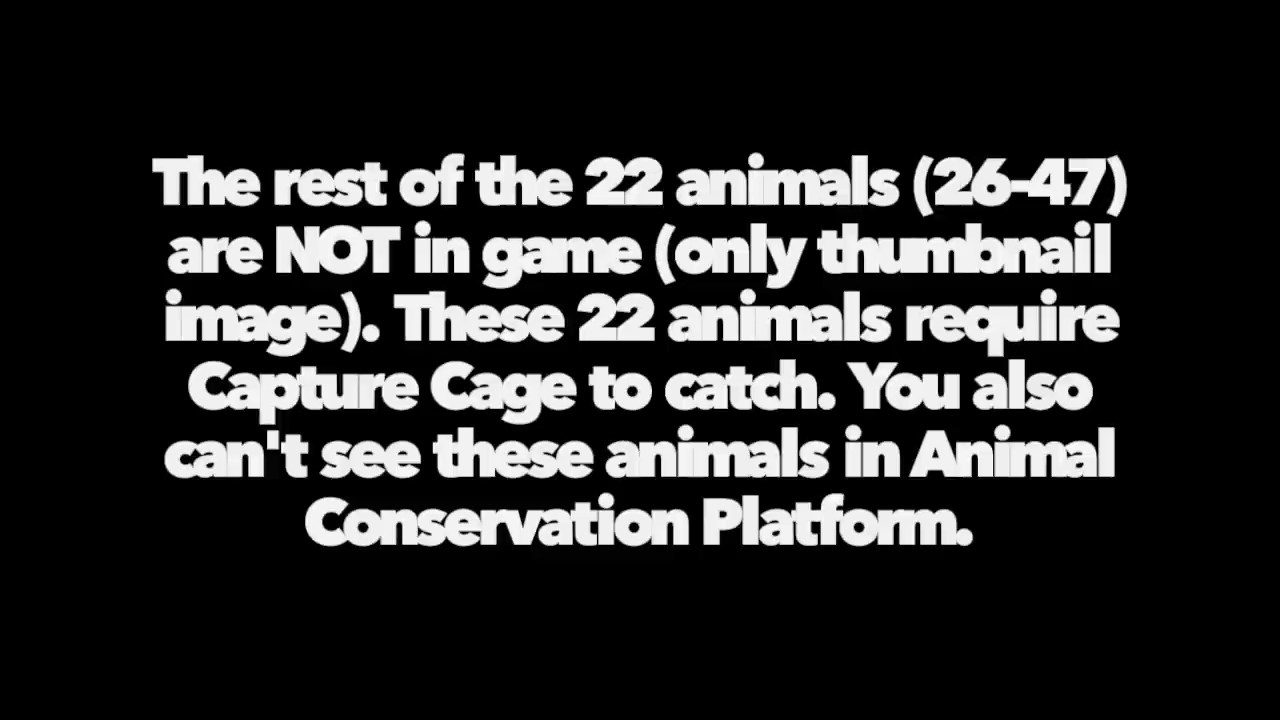 The rest of the 22 animals (26-47)
are NOT in game (only thumbnail
image). These 22 animals require
Capture Cage to catch. You also
can't see these animals in Animal
Conservation Platform.